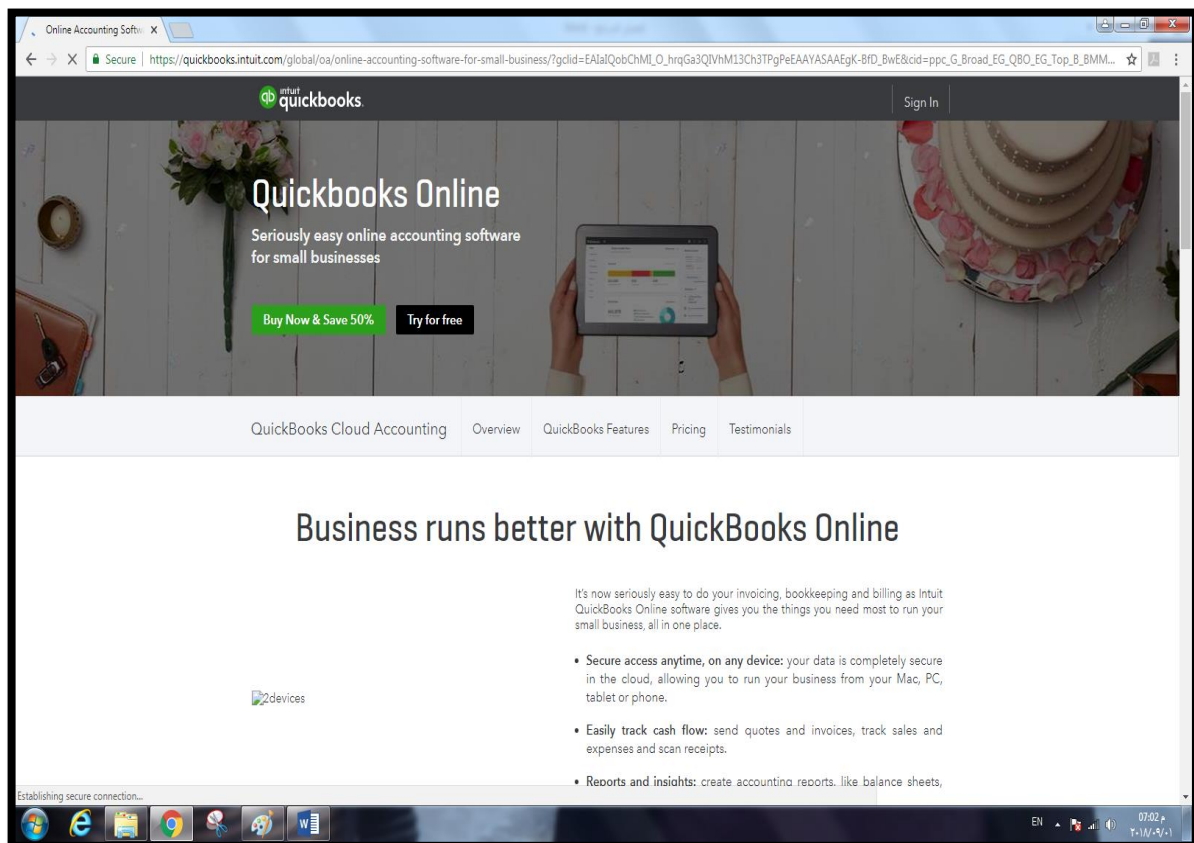 Online Accounting Softw
Secure | https://quickbooks.intuit.com/global/oa/online-accounting-software-for-small-business/?gclid=EAIaIQobChMI_O_hrqGa3QIVhM13Ch3TPgPeEAAYASAAEgK-BfD_BwE&cid=ppc_G_Broad_EG_QBO_EG_Top_B_BMM...
qb intuit quickbooks.
Sign In
Quickbooks Online
Seriously easy online accounting software
for small businesses
Buy Now & Save 50% Try for free
QuickBooks Cloud Accounting Overview QuickBooks Features Pricing Testimonials
Business runs better with QuickBooks Online
It's now seriously easy to do your invoicing, bookkeeping and billing as Intuit
QuickBooks Online software gives you the things you need most to run your
small business, all in one place.
• Secure access anytime, on any device: your data is completely secure
in the cloud, allowing you to run your business from your Mac, PC,
tablet or phone.
2devices
• Easily track cash flow: send quotes and invoices, track sales and
expenses and scan receipts.
• Reports and insights: create accounting reports, like balance sheets,
Establishing secure connection...
EN
07:02 م
٢٠١٨/٠٩/٠١